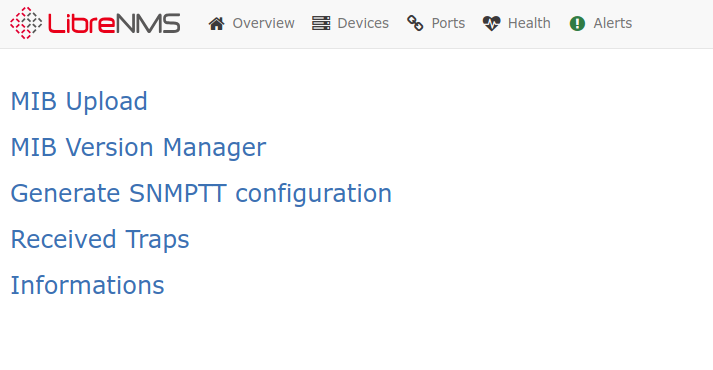 LibreNMS Overview Devices Ports Health Alerts
MIB Upload
MIB Version Manager
Generate SNMPTT configuration
Received Traps
Informations